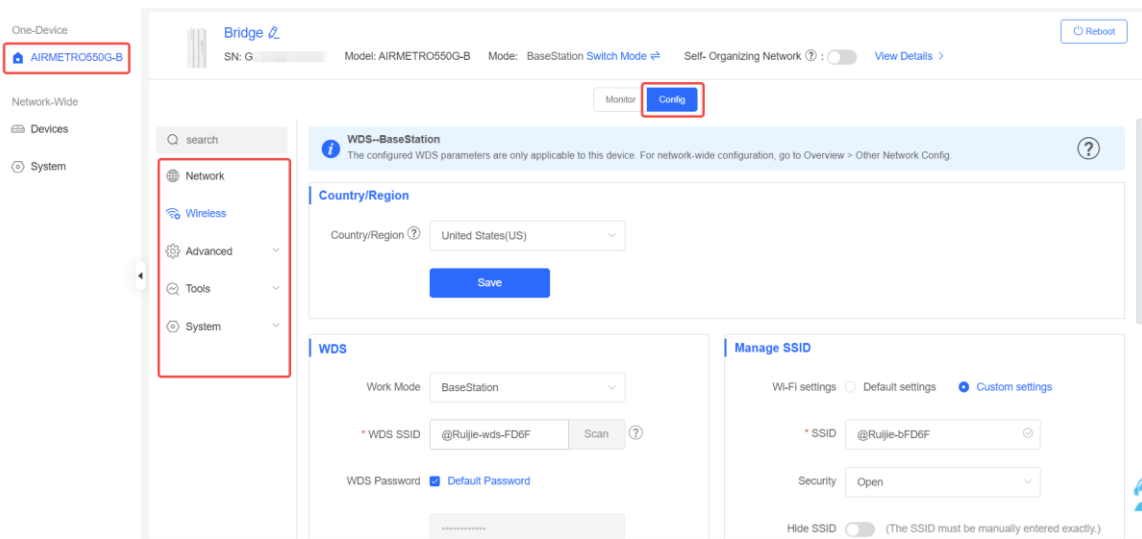 One-Device
AIRMETRO550G-B
Network-Wide
Devices
System
Bridge
Reboot
SN: G
Model: AIRMETRO550G-B
Mode: BaseStation Switch Mode
Self- Organizing Network ? :
View Details >
Monitor
Config
search
Network
Wireless
Advanced
Tools
System
WDS--BaseStation
The configured WDS parameters are only applicable to this device. For network-wide configuration, go to Overview > Other Network Config.
Country/Region
Country/Region ? United States(US)
Save
WDS
Work Mode BaseStation
* WDS SSID @Ruijie-wds-FD6F Scan ?
WDS Password Default Password
************
Manage SSID
Wi-Fi settings Default settings Custom settings
* SSID @Ruijie-bFD6F
Security Open
Hide SSID (The SSID must be manually entered exactly.)